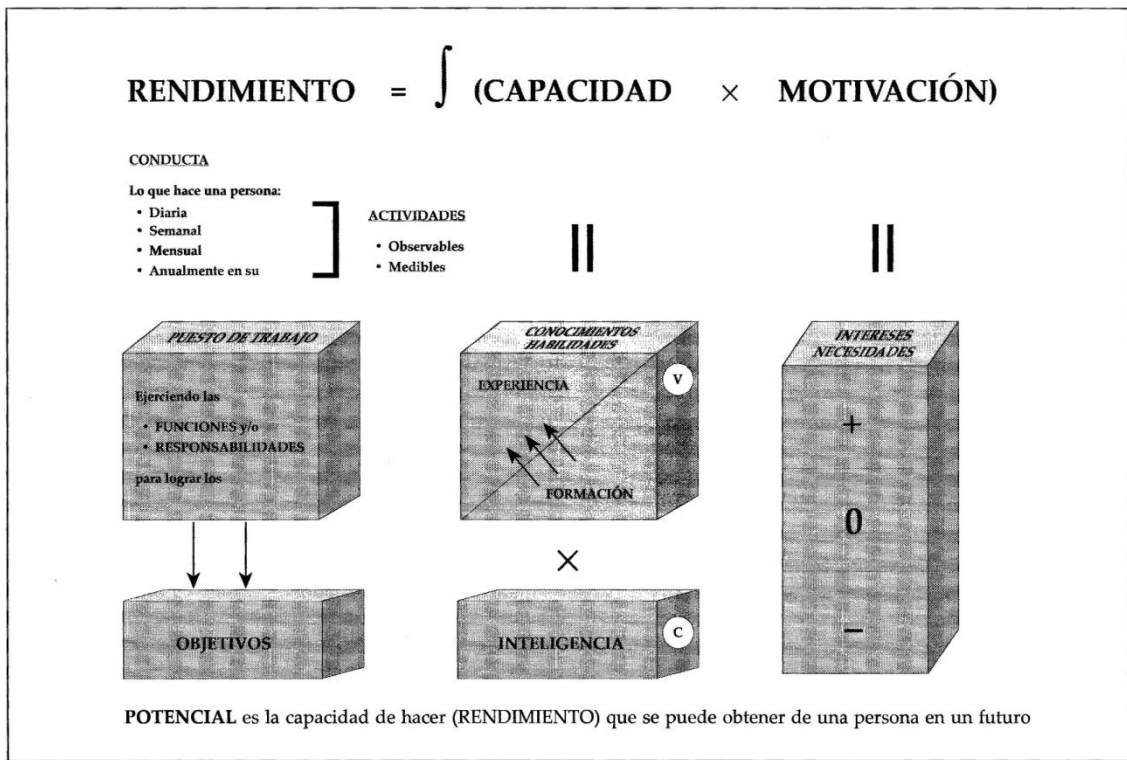 RENDIMIENTO = ∫ (CAPACIDAD × MOTIVACIÓN)
CONDUCTA
Lo que hace una persona:
• Diaria
• Semanal
• Mensual
• Anualmente en su
ACTIVIDADES
• Observables
• Medibles
PUESTO DE TRABAJO
Ejerciendo las
• FUNCIONES y/o
• RESPONSABILIDADES
para lograr los
OBJETIVOS
CONOCIMIENTOS
HABILIDADES
EXPERIENCIA
V
FORMACIÓN
×
INTELIGENCIA
C
INTERESES
NECESIDADES
+
0
−
POTENCIAL es la capacidad de hacer (RENDIMIENTO) que se puede obtener de una persona en un futuro